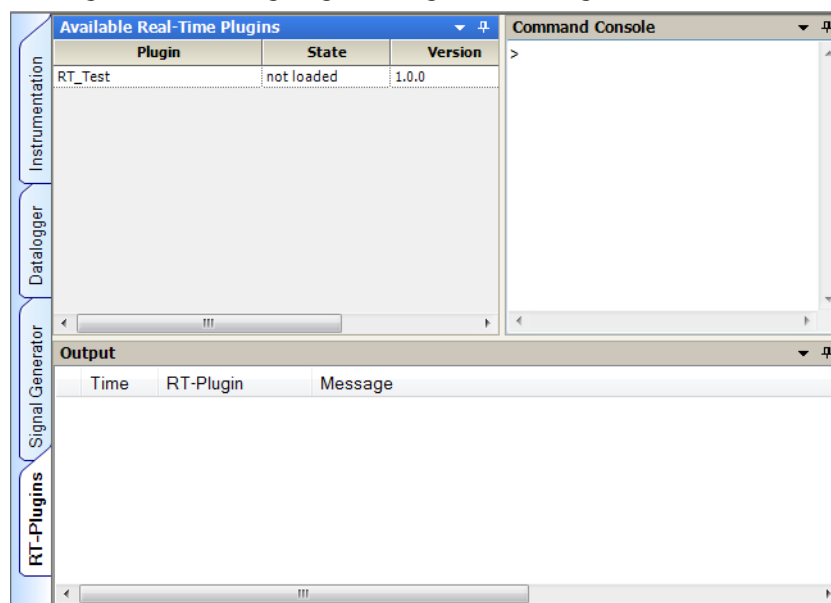 Instrumentation
Datalogger
Signal Generator
RT-Plugins
Available Real-Time Plugins
Plugin State Version
RT_Test not loaded 1.0.0
Command Console
>
Output
Time RT-Plugin Message